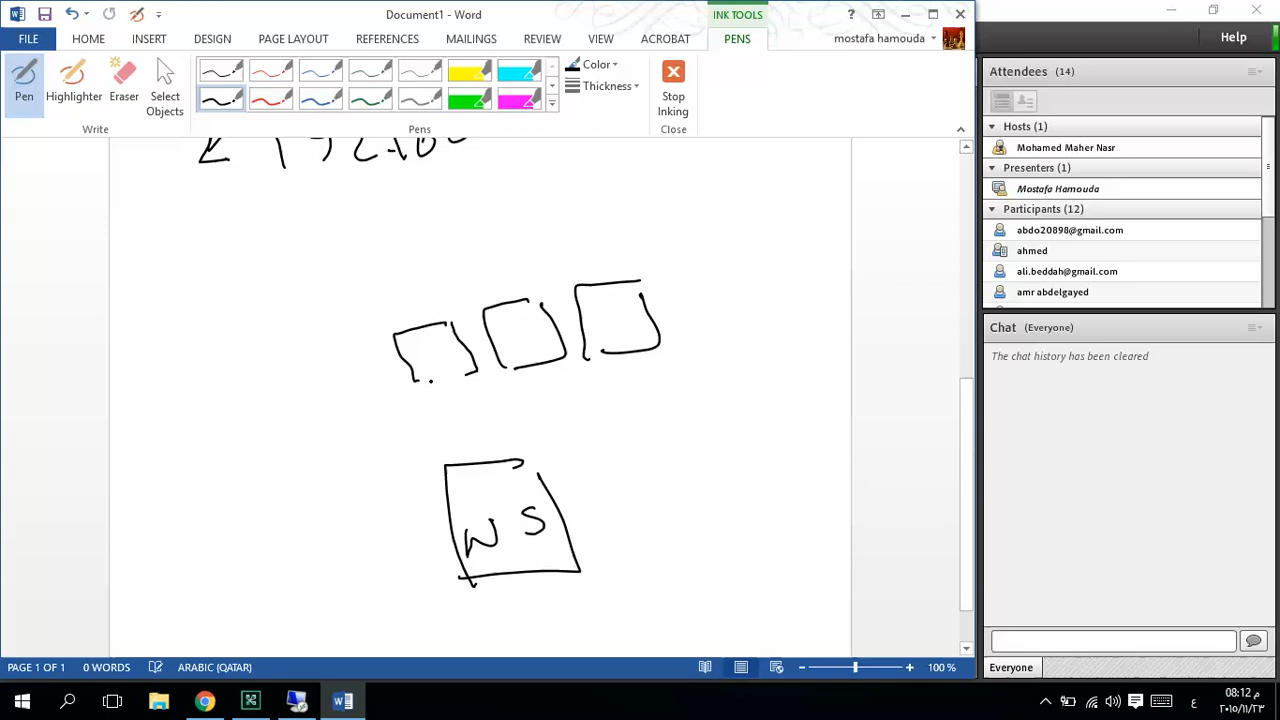 Document1 - Word
INK TOOLS
Help
FILE
HOME
INSERT
DESIGN
PAGE LAYOUT
REFERENCES
MAILINGS
REVIEW
VIEW
ACROBAT
PENS
mostafa hamouda
Pen
Highlighter
Eraser
Select Objects
Color
Thickness
Stop Inking
Write
Pens
Close
Attendees (14)
Hosts (1)
Mohamed Maher Nasr
Presenters (1)
Mostafa Hamouda
Participants (12)
abdo20898@gmail.com
ahmed
ali.beddah@gmail.com
amr abdelgayed
Chat (Everyone)
The chat history has been cleared
N S
Everyone
PAGE 1 OF 1
0 WORDS
ARABIC (QATAR)
100 %
ع
08:12 م
٢٠١٥/١١/٢٣